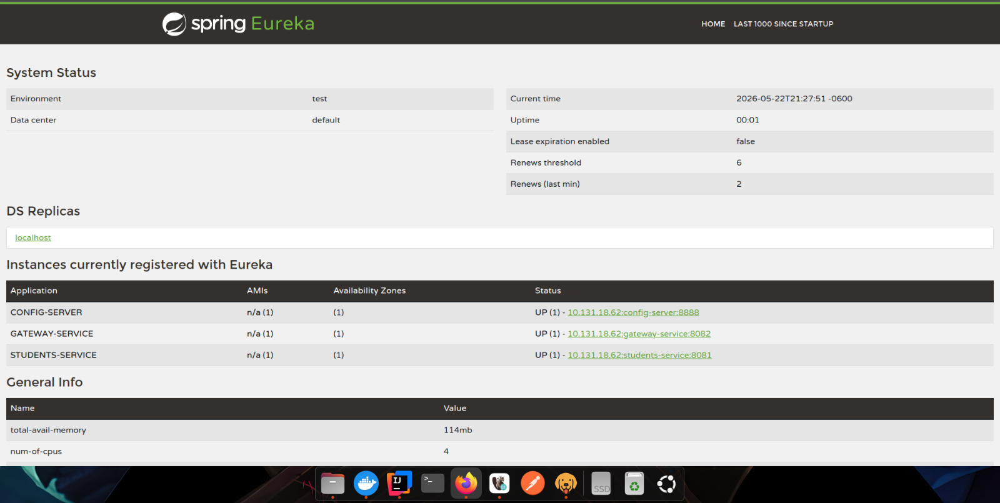 spring Eureka
HOME LAST 1000 SINCE STARTUP
System Status
Environment test
Data center default
Current time 2026-05-22T21:27:51 -0600
Uptime 00:01
Lease expiration enabled false
Renews threshold 6
Renews (last min) 2
DS Replicas
localhost
Instances currently registered with Eureka
Application AMIs Availability Zones Status
CONFIG-SERVER n/a (1) (1) UP (1) - 10.131.18.62:config-server:8888
GATEWAY-SERVICE n/a (1) (1) UP (1) - 10.131.18.62:gateway-service:8082
STUDENTS-SERVICE n/a (1) (1) UP (1) - 10.131.18.62:students-service:8081
General Info
Name Value
total-avail-memory 114mb
num-of-cpus 4
IJ
>_
SSD